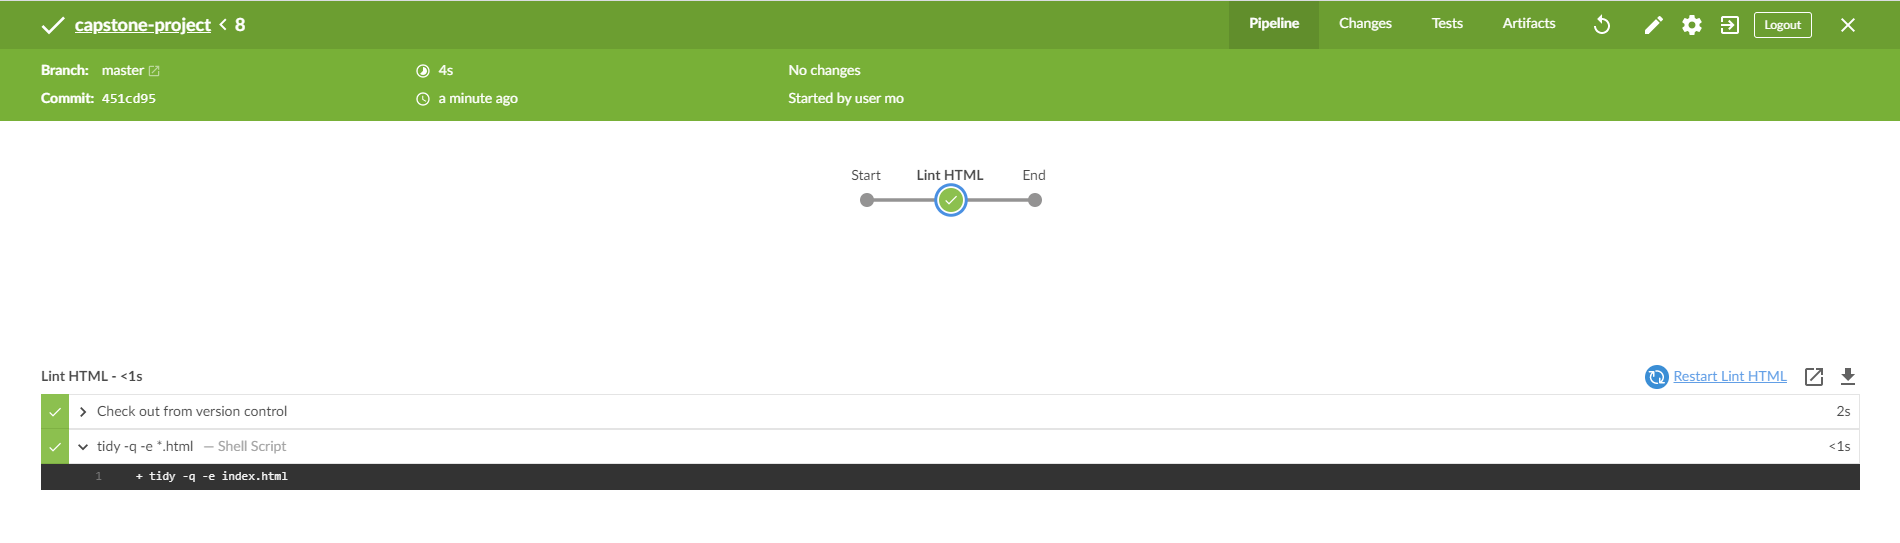 capstone-project < 8
Pipeline Changes Tests Artifacts Logout
Branch: master 4s No changes
Commit: 451cd95 a minute ago Started by user mo
Start Lint HTML End
Lint HTML - <1s Restart Lint HTML
Check out from version control 2s
tidy -q -e *.html — Shell Script <1s
1 + tidy -q -e index.html